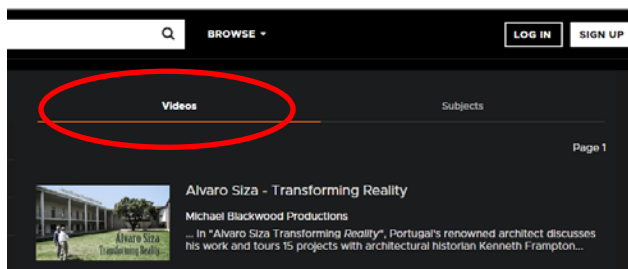 BROWSE
LOG IN
SIGN UP
Videos
Subjects
Page 1
Alvaro Siza - Transforming Reality
Michael Blackwood Productions
... In "Alvaro Siza Transforming Reality", Portugal's renowned architect discusses
his work and tours 15 projects with architectural historian Kenneth Frampton...
Alvaro Siza
Transforming Reality